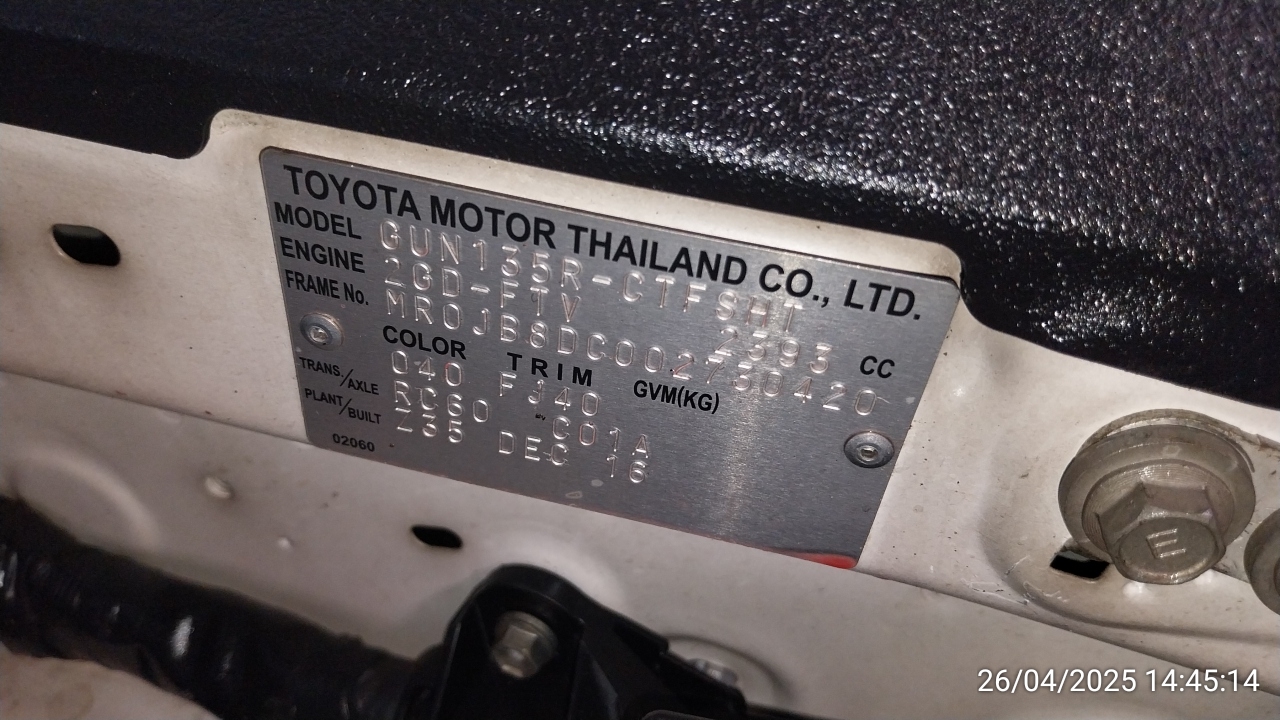 TOYOTA MOTOR THAILAND CO., LTD.
MODEL GUN135R-CTFSHT
ENGINE 2GD-FTV 2393 CC
FRAME No. MR0JB8DC002730420
COLOR TRIM GVM(KG)
040 FJ40
TRANS./AXLE RC60 C01A
PLANT/BUILT Z35 DEC 16
02060
E
26/04/2025 14:45:14